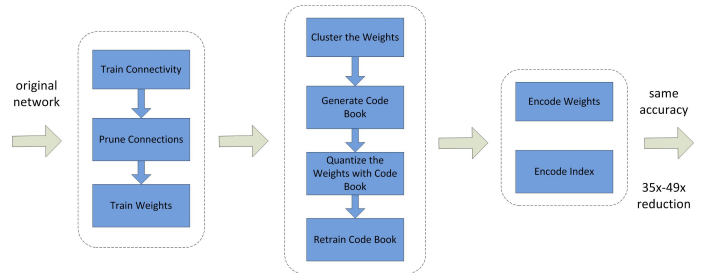 original
network
Train Connectivity
Prune Connections
Train Weights
Cluster the Weights
Generate Code
Book
Quantize the
Weights with Code
Book
Retrain Code Book
Encode Weights
Encode Index
same
accuracy
35x-49x
reduction